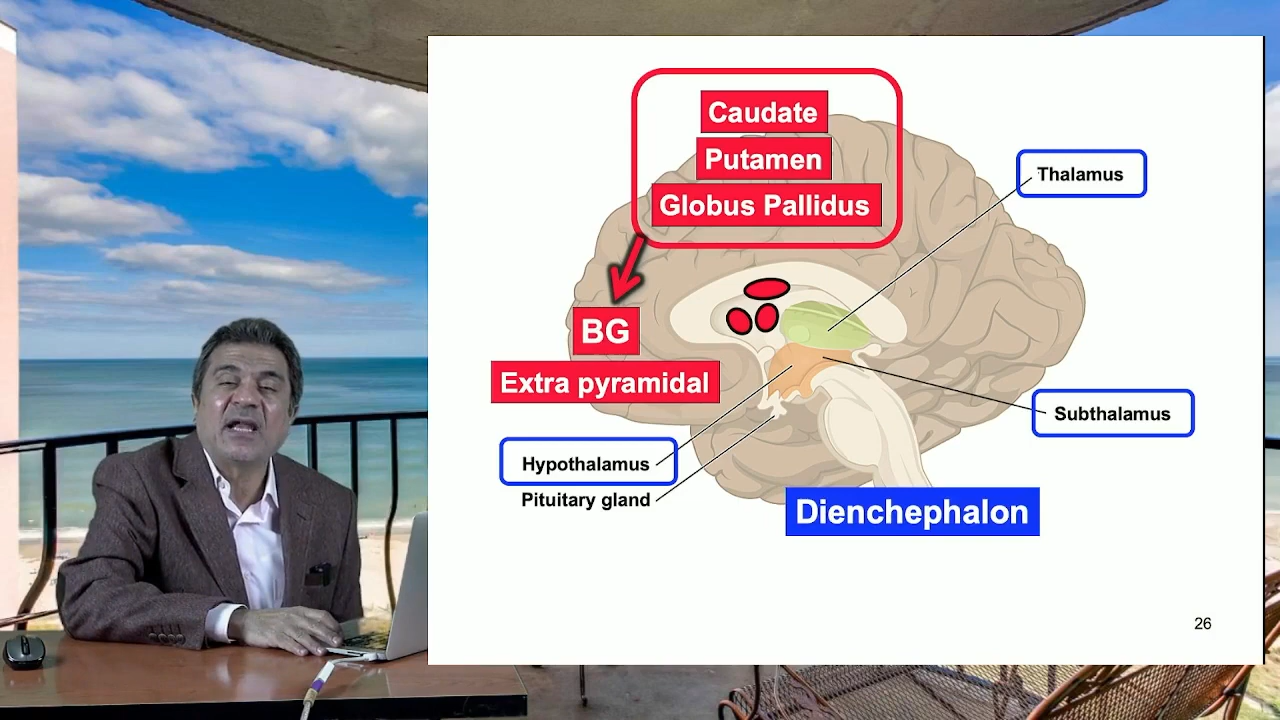 Caudate
Putamen
Globus Pallidus
Thalamus
BG
Extra pyramidal
Subthalamus
Hypothalamus
Pituitary gland
Dienchephalon
26